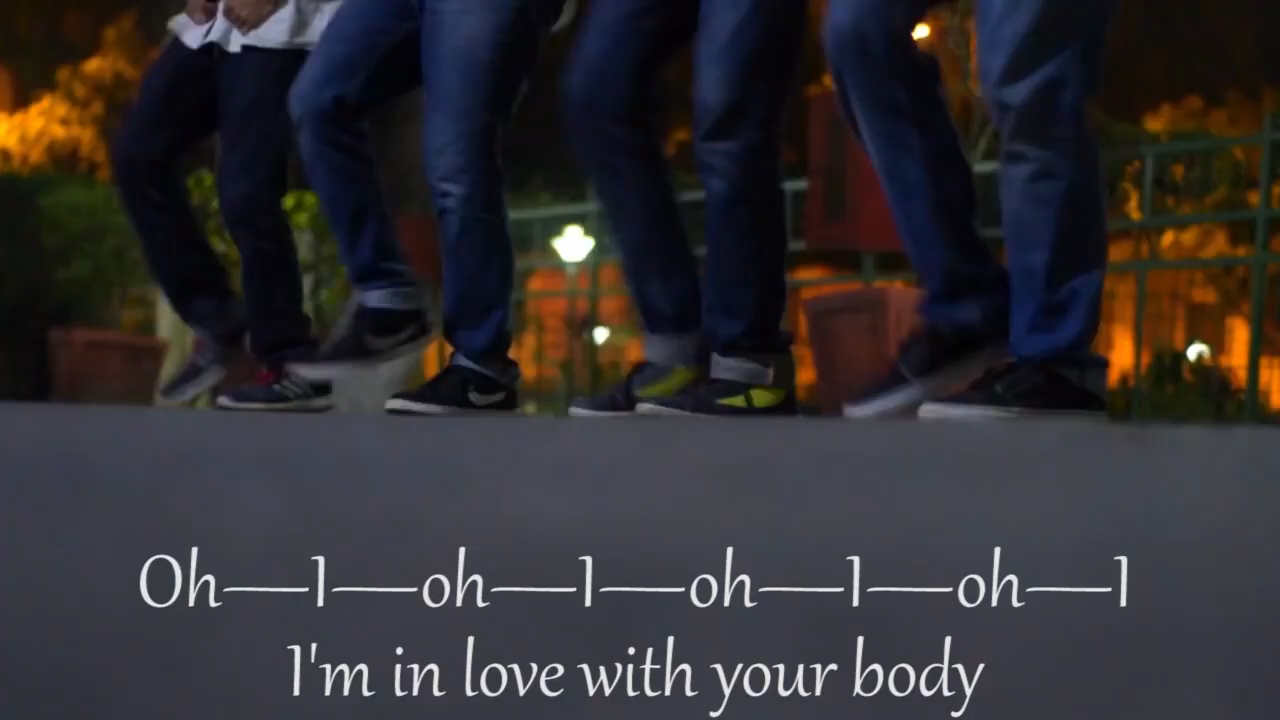 Oh—I—oh—I—oh—I—oh—I
I'm in love with your body